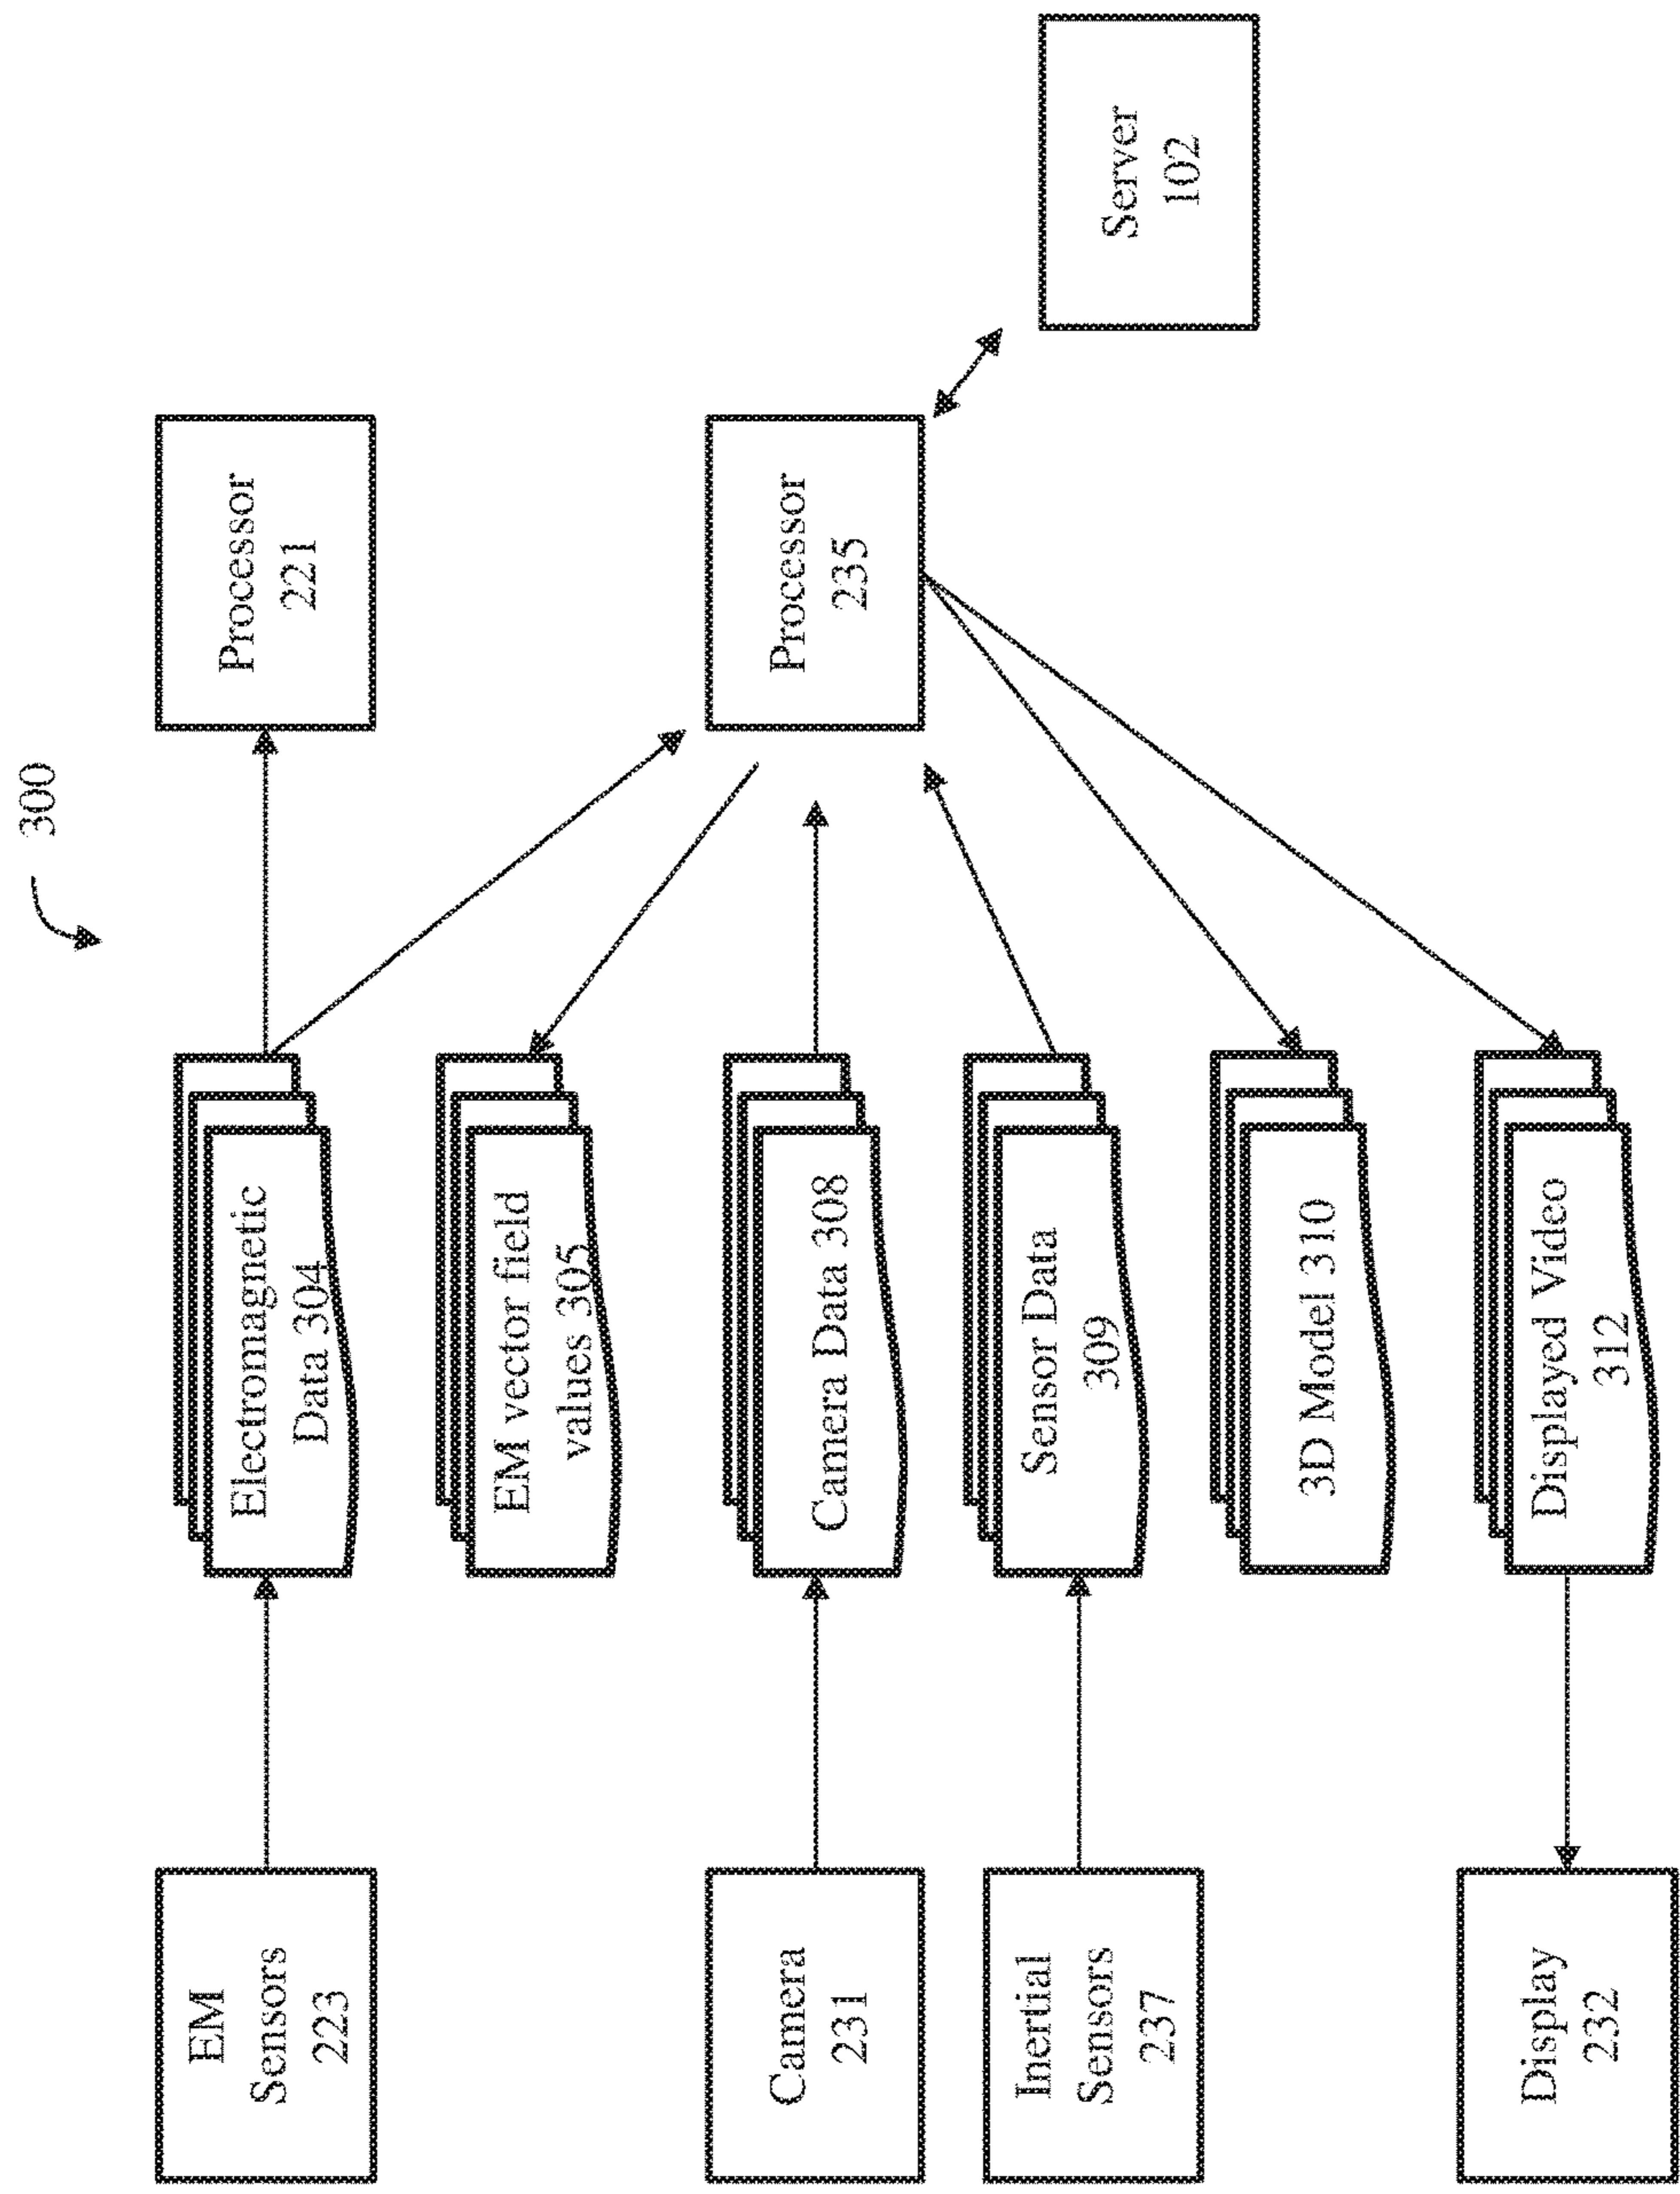 300
EM
Sensors
223
Electromagnetic
Data 304
Processor
221
EM vector field
values 305
Camera
231
Camera Data 308
Processor
235
Inertial
Sensors
237
Sensor Data
309
Server
102
3D Model 310
Display
232
Displayed Video
312